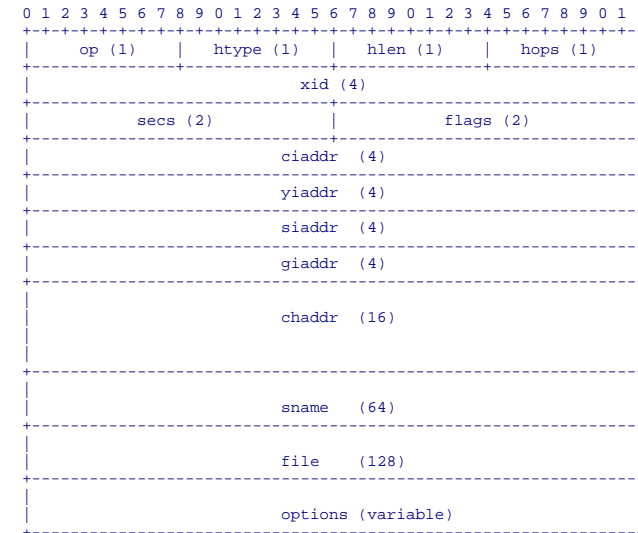 0 1 2 3 4 5 6 7 8 9 0 1 2 3 4 5 6 7 8 9 0 1 2 3 4 5 6 7 8 9 0 1
op (1) | htype (1) | hlen (1) | hops (1)
xid (4)
secs (2) | flags (2)
ciaddr (4)
yiaddr (4)
siaddr (4)
giaddr (4)
chaddr (16)
sname (64)
file (128)
options (variable)